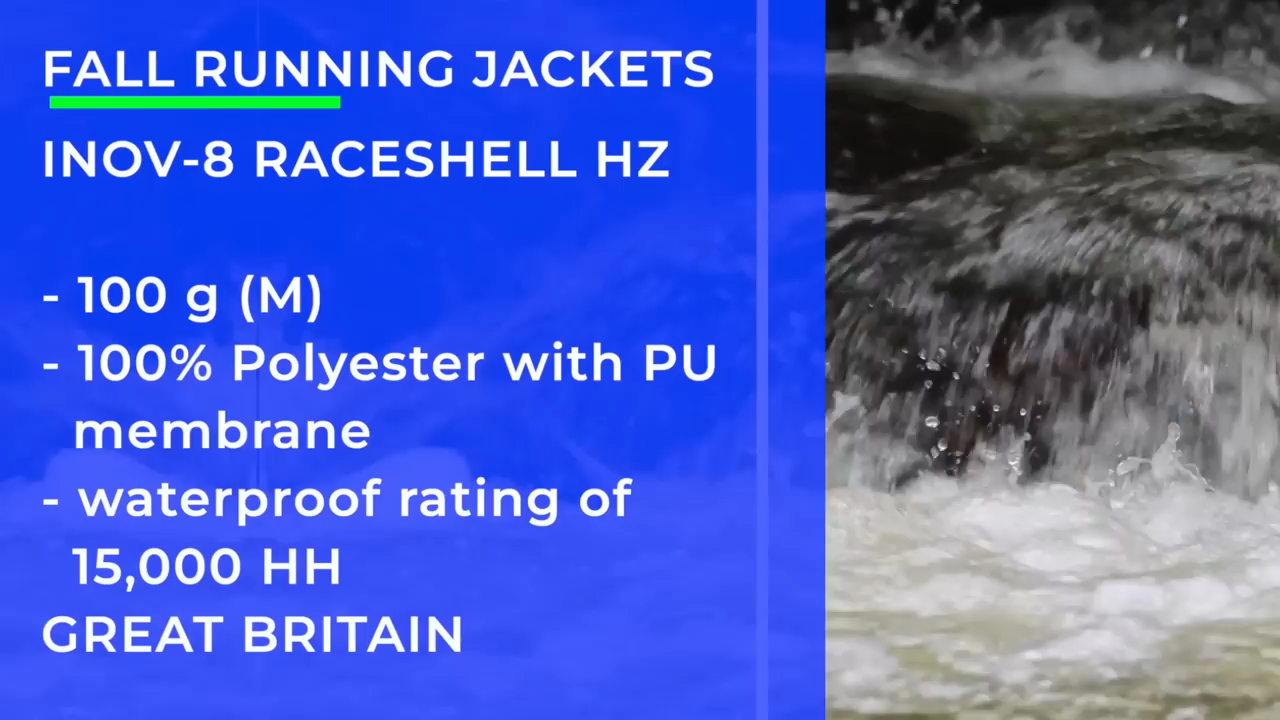 FALL RUNNING JACKETS
INOV-8 RACESHELL HZ
- 100 g (M)
- 100% Polyester with PU
membrane
- waterproof rating of
15,000 HH
GREAT BRITAIN